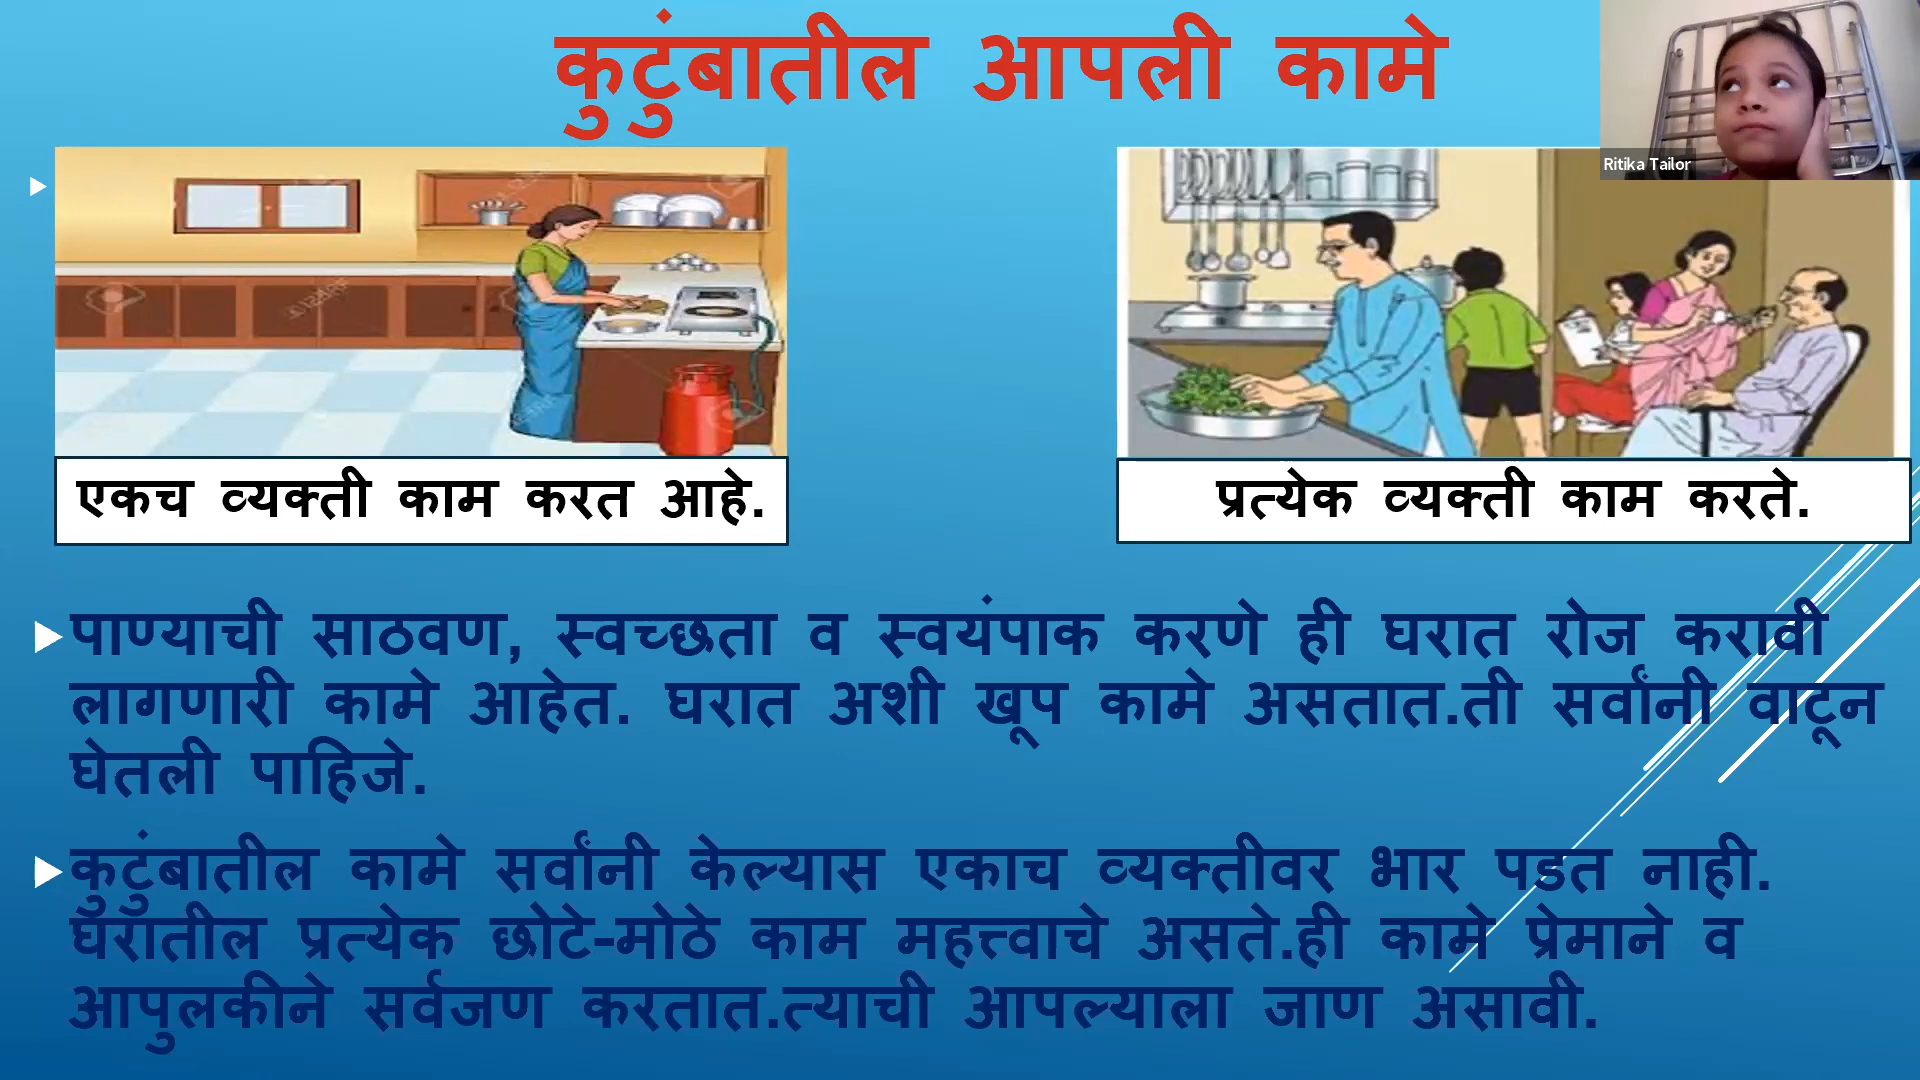 कुटुंबातील आपली कामे
Ritika Tailor
एकच व्यक्ती काम करत आहे.
प्रत्येक व्यक्ती काम करते.
पाण्याची साठवण, स्वच्छता व स्वयंपाक करणे ही घरात रोज करावी
लागणारी कामे आहेत. घरात अशी खूप कामे असतात.ती सर्वांनी वाटून
घेतली पाहिजे.
कुटुंबातील कामे सर्वांनी केल्यास एकाच व्यक्तीवर भार पडत नाही.
घरातील प्रत्येक छोटे-मोठे काम महत्त्वाचे असते.ही कामे प्रेमाने व
आपुलकीने सर्वजण करतात.त्याची आपल्याला जाण असावी.